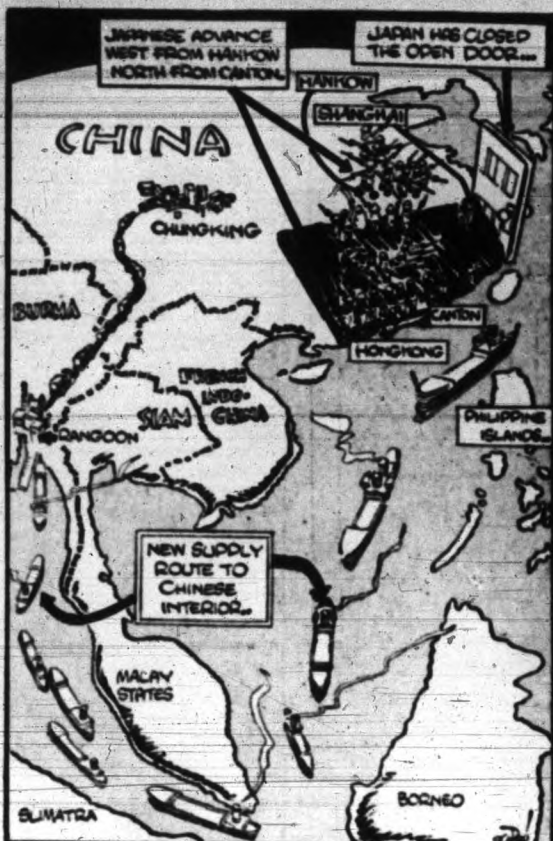 JAPANESE ADVANCE
WEST FROM HANKOW
NORTH FROM CANTON...
JAPAN HAS CLOSED
THE OPEN DOOR...
HANKOW
SHANGHAI
CHINA
CHUNGKING
BURMA
CANTON
HONGKONG
FRENCH
INDO-
CHINA
SIAM
RANGOON
PHILIPPINE
ISLANDS...
NEW SUPPLY
ROUTE TO
CHINESE
INTERIOR...
MALAY
STATES
SUMATRA
BORNEO